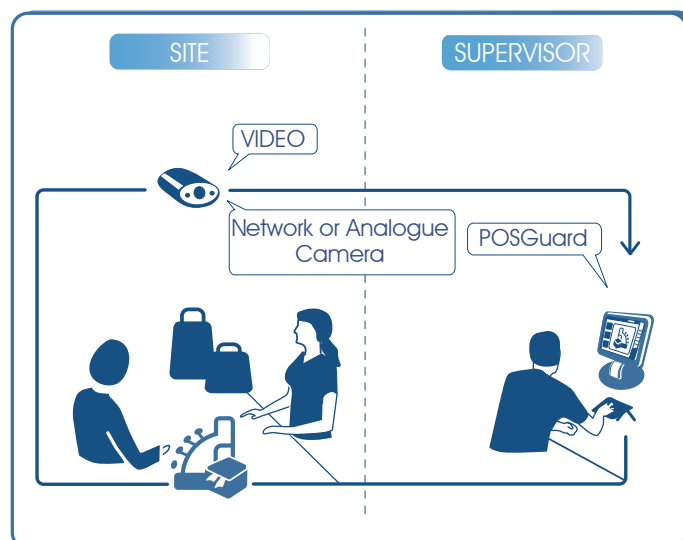 SITE
SUPERVISOR
VIDEO
Network or Analogue
Camera
POSGuard